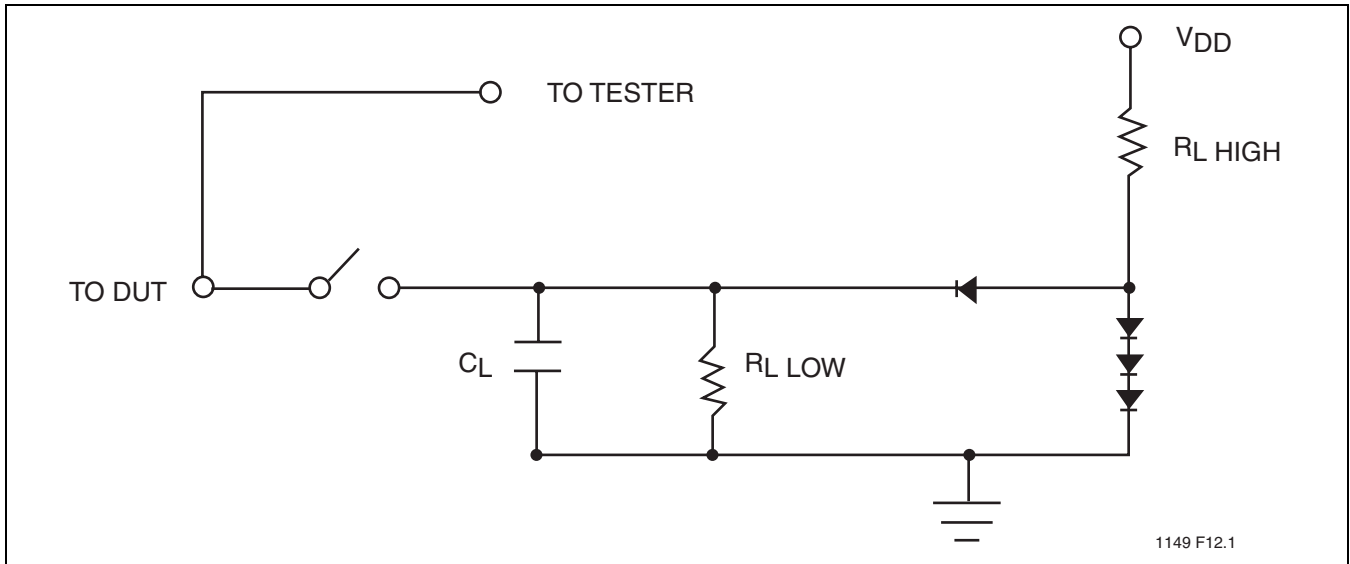 VDD
TO TESTER
RL HIGH
TO DUT
CL
RL LOW
1149 F12.1